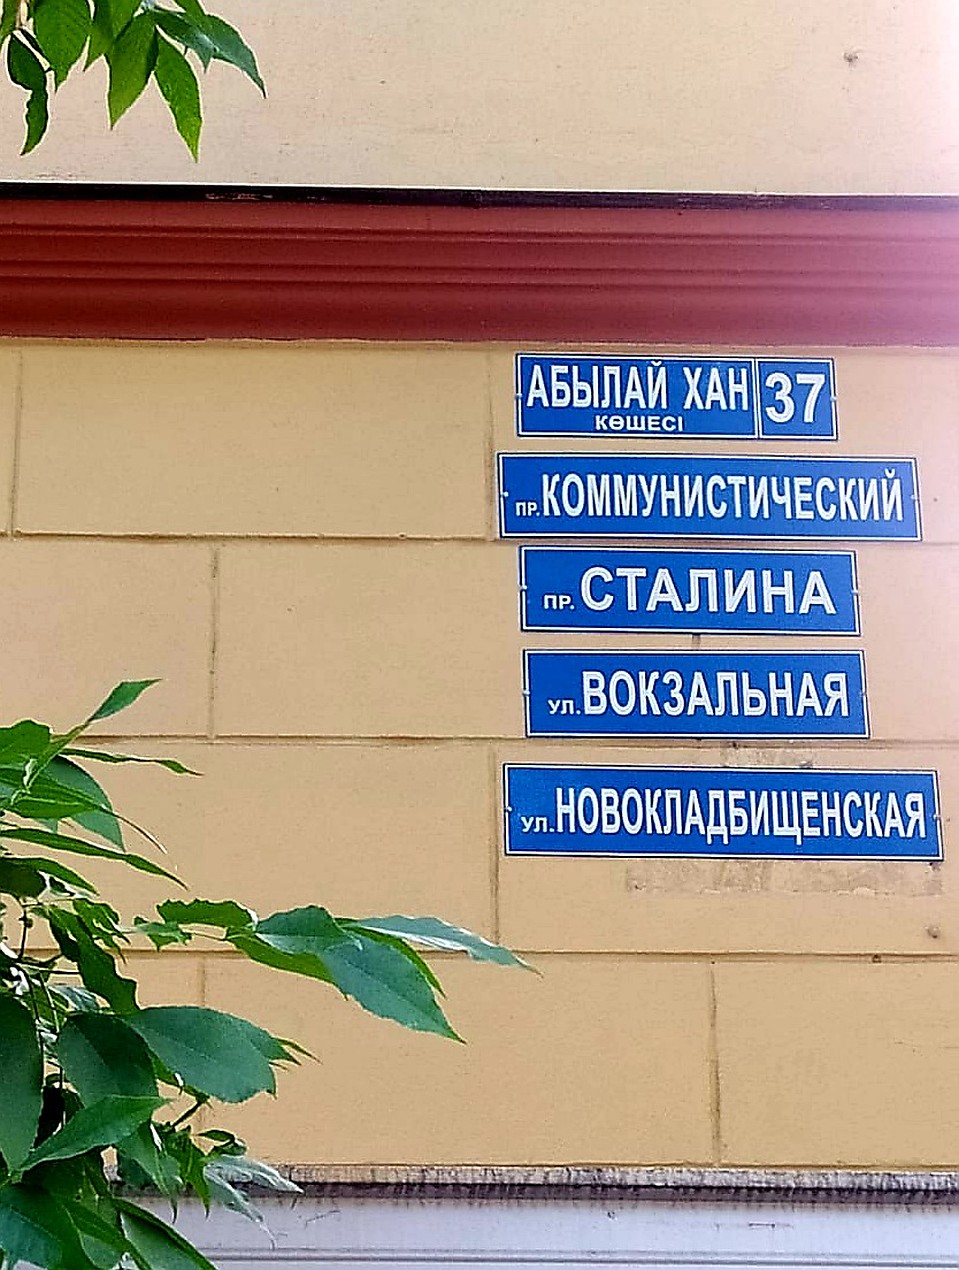 АБЫЛАЙ ХАН 37
КӨШЕСІ
ПР. КОММУНИСТИЧЕСКИЙ
ПР. СТАЛИНА
УЛ. ВОКЗАЛЬНАЯ
УЛ. НОВОКЛАДБИЩЕНСКАЯ